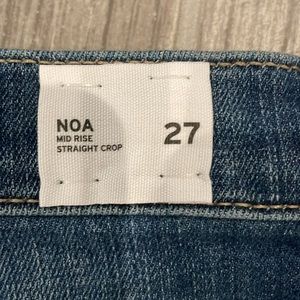 NOA
MID RISE
STRAIGHT CROP
27